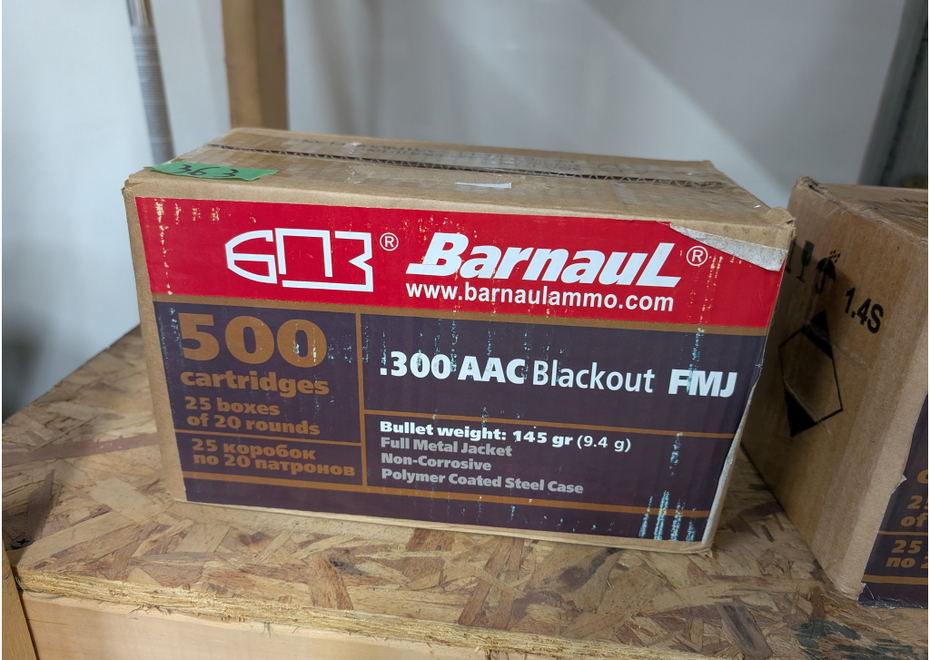 БПЗ® Barnaul®
www.barnaulammo.com
500
cartridges
25 boxes
of 20 rounds
25 коробок
по 20 патронов
.300 AAC Blackout FMJ
Bullet weight: 145 gr (9.4 g)
Full Metal Jacket
Non-Corrosive
Polymer Coated Steel Case
1.4S
25
по